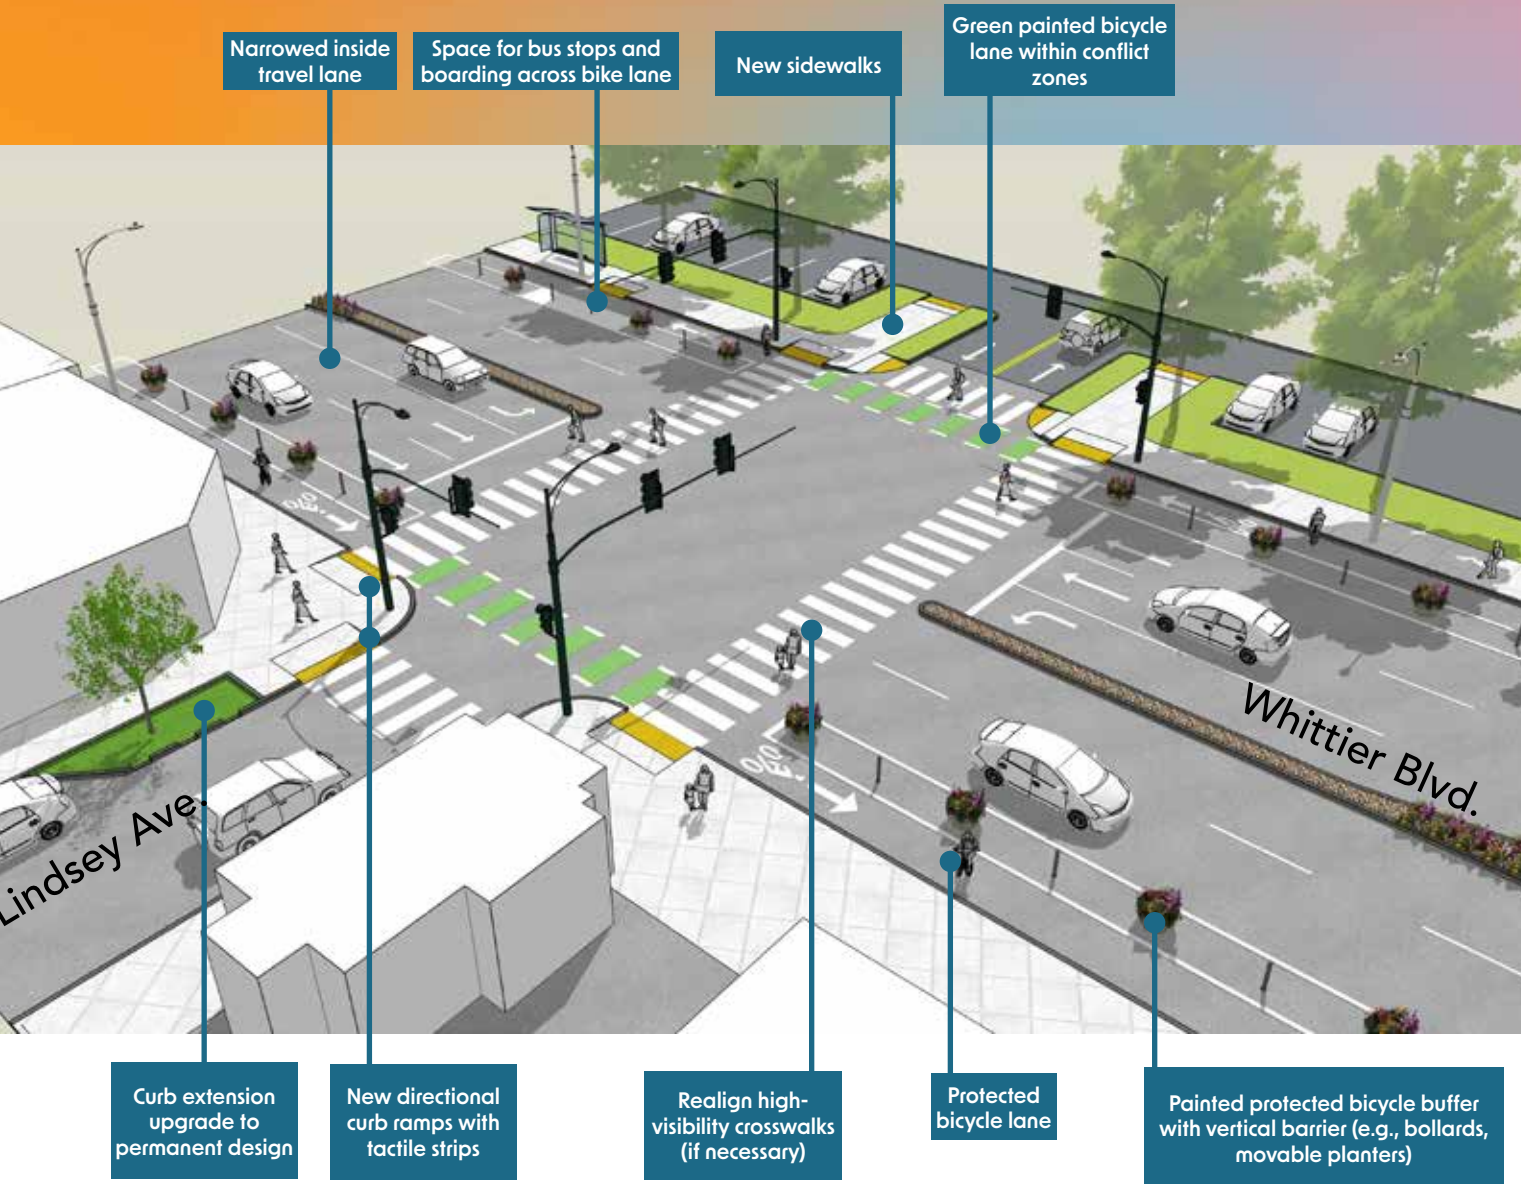 Narrowed inside
travel lane
Space for bus stops and
boarding across bike lane
New sidewalks
Green painted bicycle
lane within conflict
zones
Whittier Blvd.
Lindsey Ave.
Curb extension
upgrade to
permanent design
New directional
curb ramps with
tactile strips
Realign high-
visibility crosswalks
(if necessary)
Protected
bicycle lane
Painted protected bicycle buffer
with vertical barrier (e.g., bollards,
movable planters)